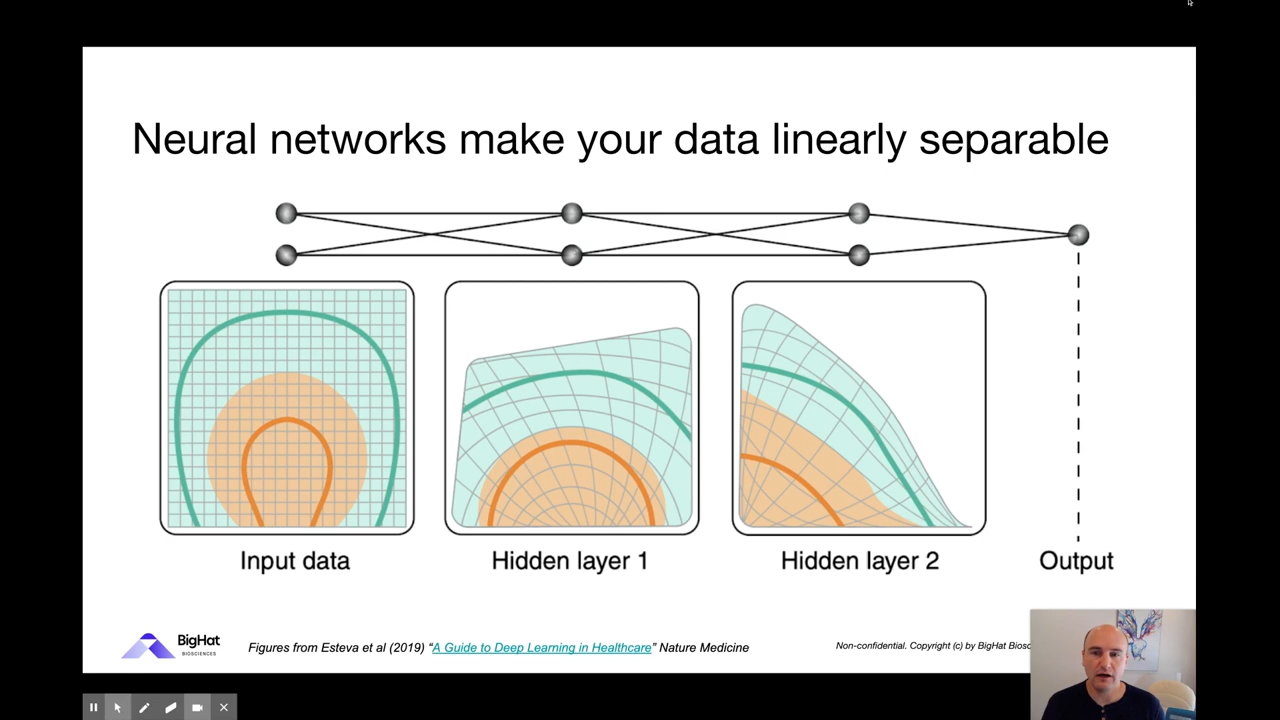 Neural networks make your data linearly separable
Input data
Hidden layer 1
Hidden layer 2
Output
BigHat
BIOSCIENCES
Figures from Esteva et al (2019) “A Guide to Deep Learning in Healthcare” Nature Medicine
Non-confidential. Copyright (c) by BigHat